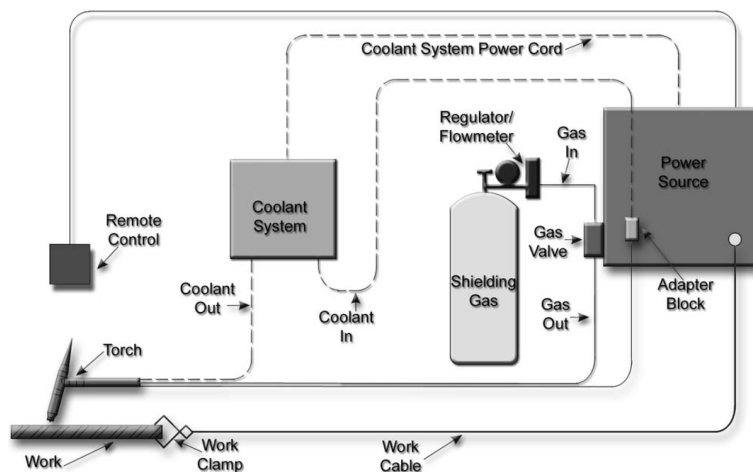 Coolant System Power Cord
Regulator/
Flowmeter
Gas
In
Power
Source
Coolant
System
Remote
Control
Gas
Valve
Shielding
Gas
Adapter
Block
Coolant
Out
Coolant
In
Gas
Out
Torch
Work
Work
Clamp
Work
Cable